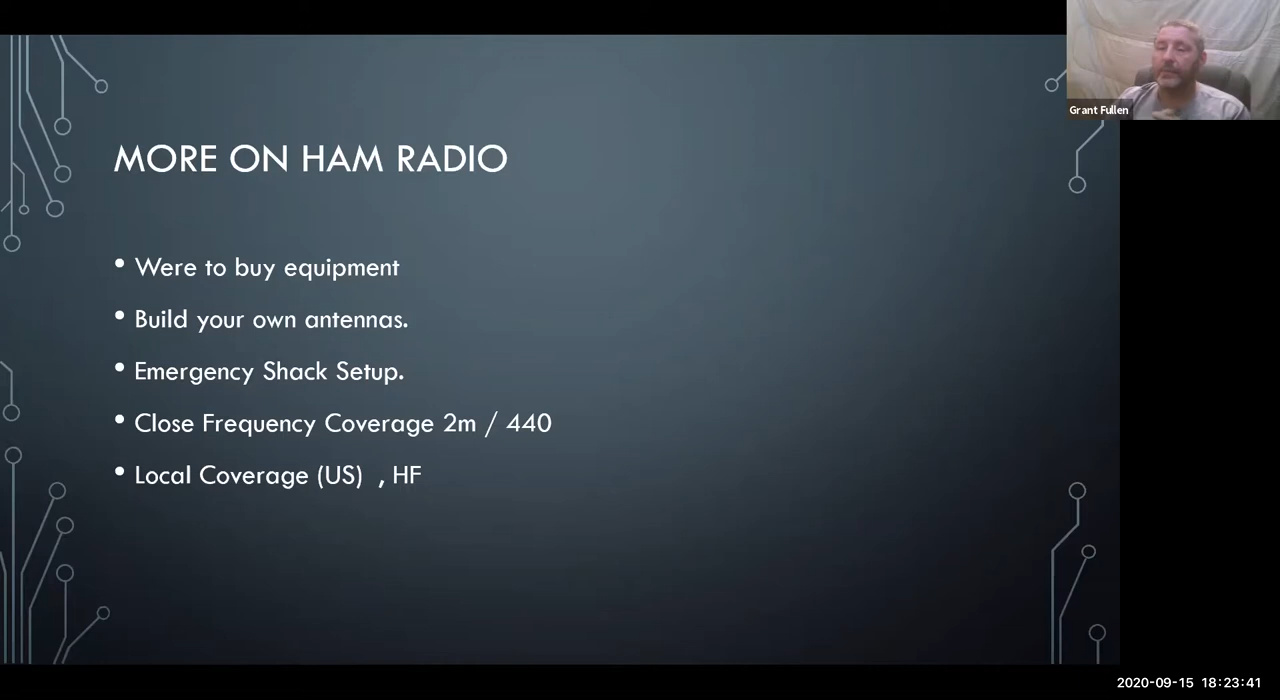 Grant Fullen
MORE ON HAM RADIO
• Were to buy equipment
• Build your own antennas.
• Emergency Shack Setup.
• Close Frequency Coverage 2m / 440
• Local Coverage (US)  , HF
2020-09-15 18:23:41